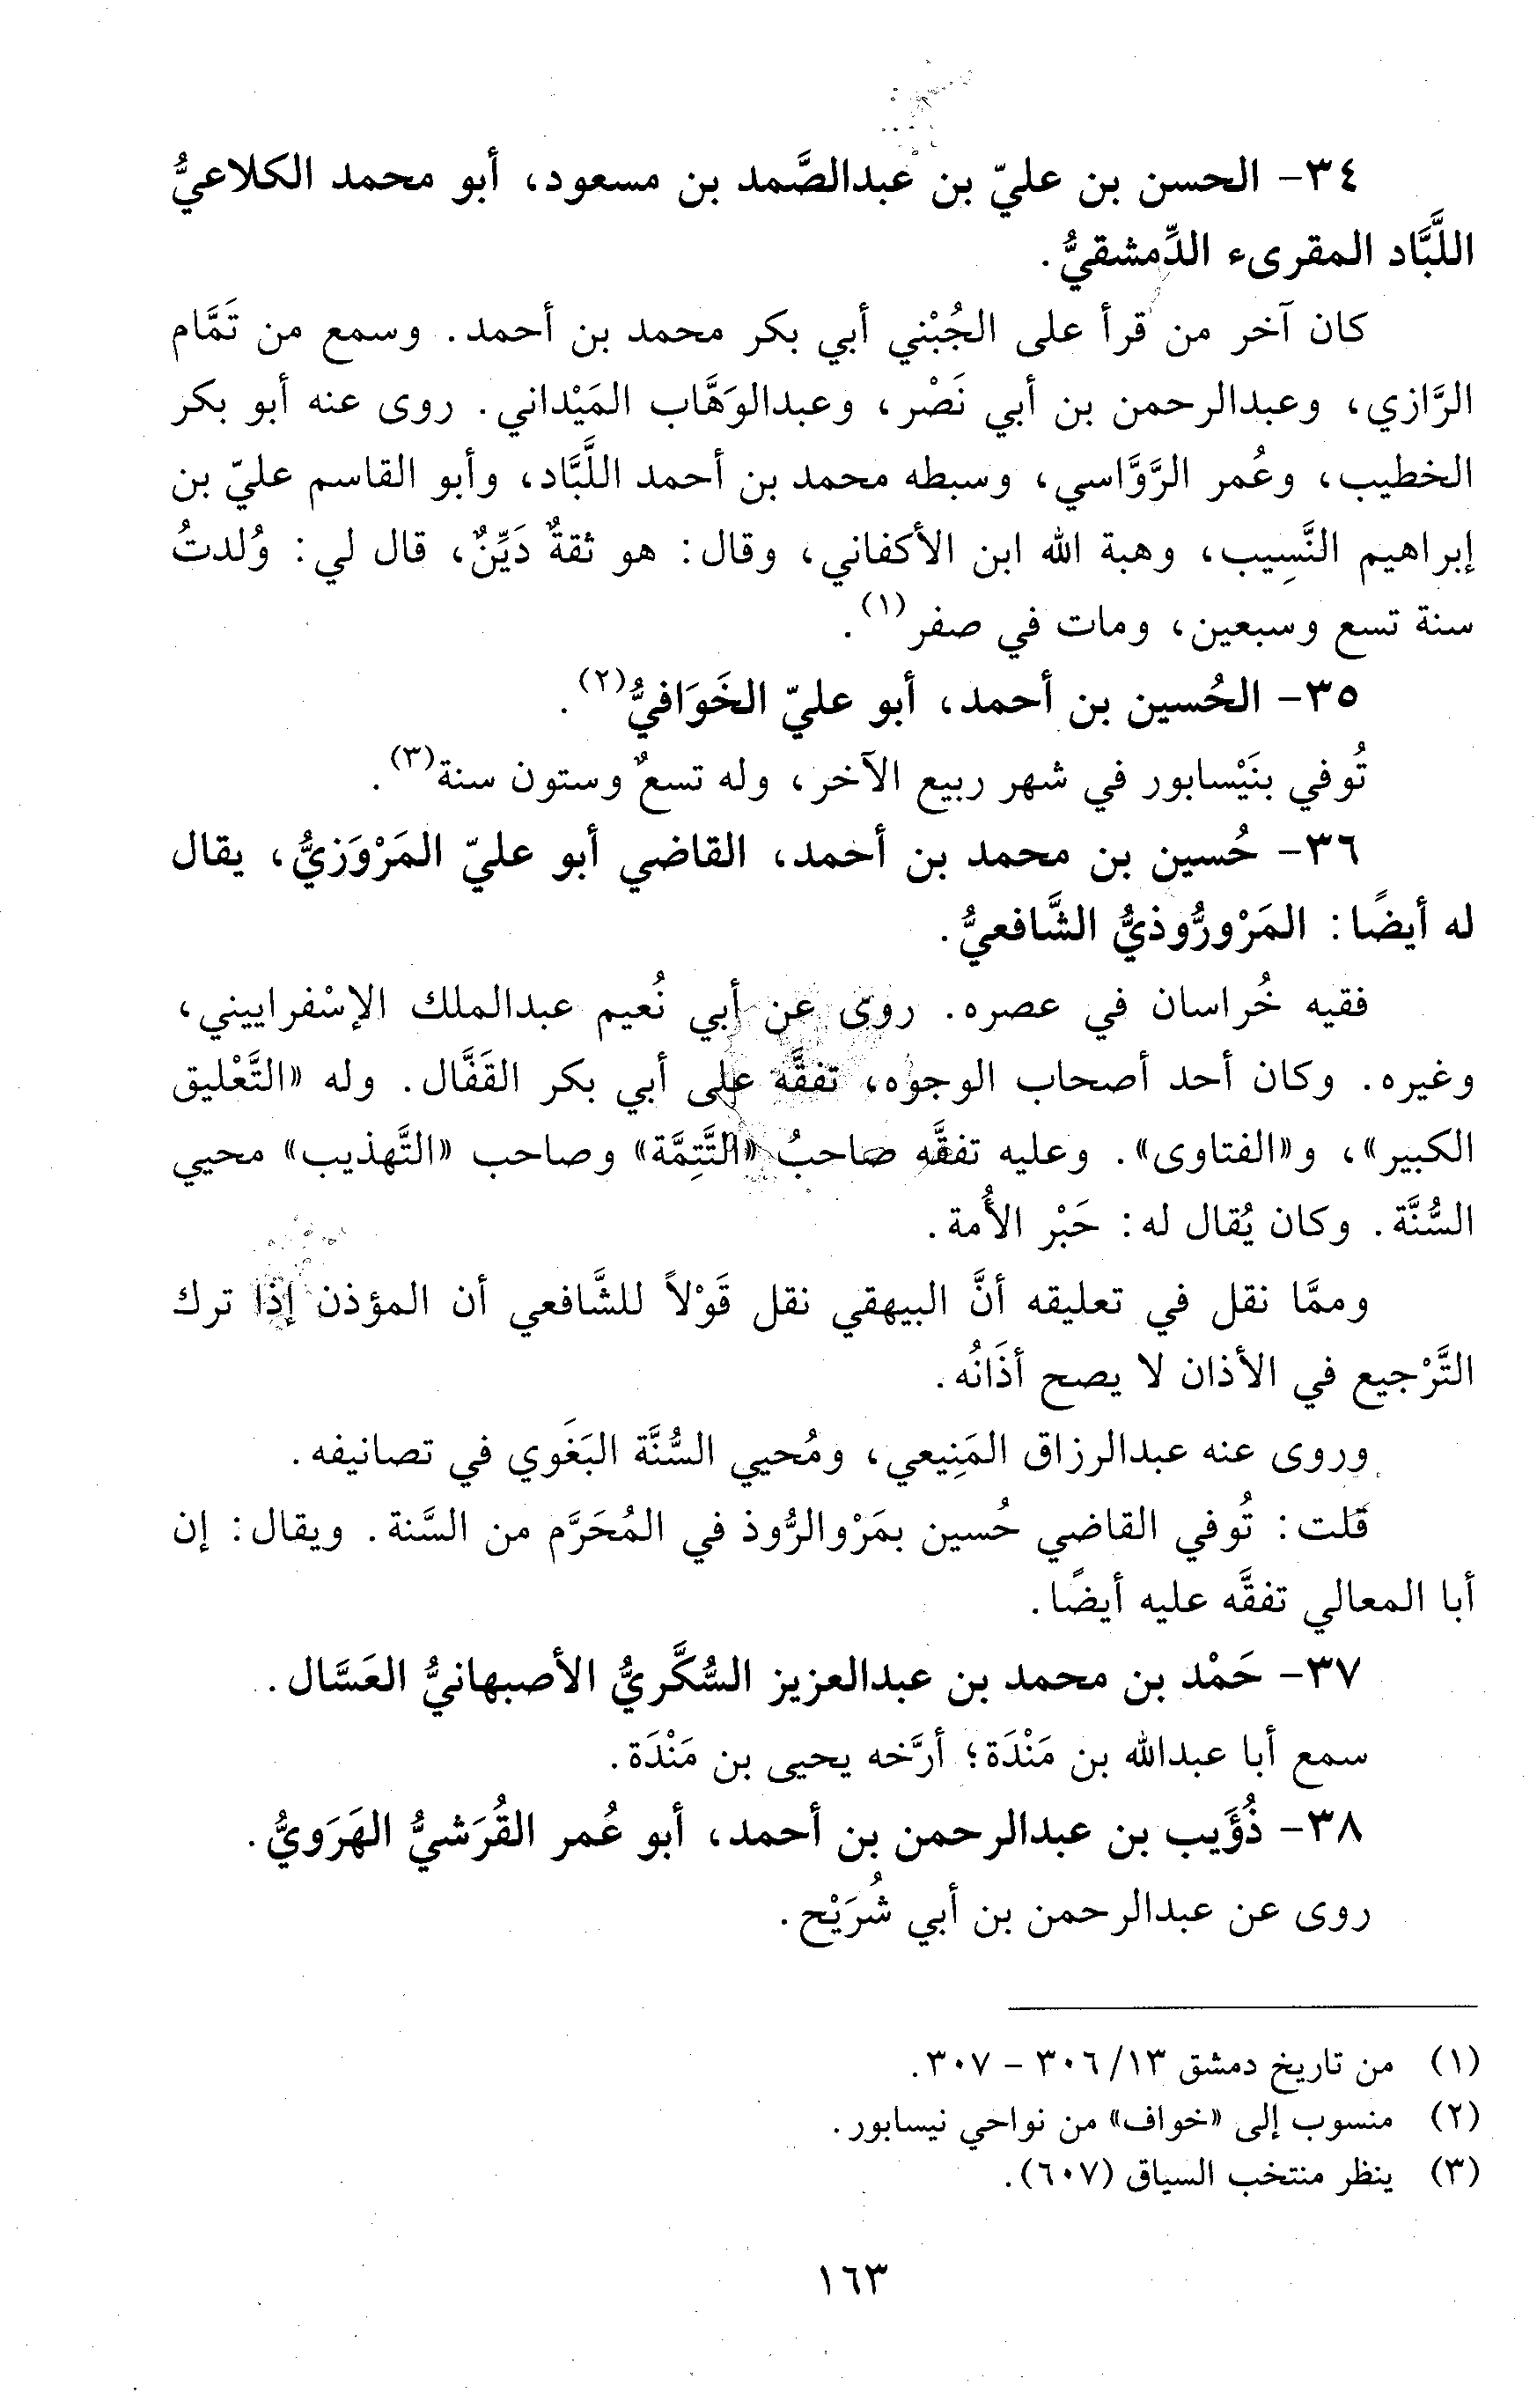 ٣٤- الحسن بن عليّ بن عبدالصَّمد بن مسعود، أبو محمد الكلاعيُّ
اللَّبَّاد المقرىء الدِّمشقيُّ.
كان آخر من قرأ على الجُبْني أبي بكر محمد بن أحمد. وسمع من تَمَّام
الرَّازي، وعبدالرحمن بن أبي نَصْر، وعبدالوَهَّاب المَيْداني. روى عنه أبو بكر
الخطيب، وعُمر الرَّوَّاسي، وسبطه محمد بن أحمد اللَّبَّاد، وأبو القاسم عليّ بن
إبراهيم النَّسِيب، وهبة الله ابن الأكفاني، وقال: هو ثقةٌ دَيِّنٌ، قال لي: وُلدتُ
سنة تسع وسبعين، ومات في صفر(١).
٣٥- الحُسين بن أحمد، أبو عليّ الخَوَافيُّ(٢).
تُوفي بنَيْسابور في شهر ربيع الآخر، وله تسعٌ وستون سنة(٣).
٣٦- حُسين بن محمد بن أحمد، القاضي أبو عليّ المَرْوَزيُّ، يقال
له أيضًا: المَرْورُّوذيُّ الشَّافعيُّ.
فقيه خُراسان في عصره. روى عن أبي نُعيم عبدالملك الإسْفراييني،
وغيره. وكان أحد أصحاب الوجوه، تفقَّه على أبي بكر القَفَّال. وله «التَّعْليق
الكبير»، و«الفتاوى». وعليه تفقَّه صاحبُ «التَّتِمَّة» وصاحب «التَّهذيب» محيي
السُّنَّة. وكان يُقال له: حَبْر الأُمة.
وممَّا نقل في تعليقه أنَّ البيهقي نقل قَوْلاً للشَّافعي أن المؤذن إذا ترك
التَّرْجيع في الأذان لا يصح أذَانُه.
وروى عنه عبدالرزاق المَنِيعي، ومُحيي السُّنَّة البَغَوي في تصانيفه.
قلت: تُوفي القاضي حُسين بمَرْوالرُّوذ في المُحَرَّم من السَّنة. ويقال: إن
أبا المعالي تفقَّه عليه أيضًا.
٣٧- حَمْد بن محمد بن عبدالعزيز السُّكَّريُّ الأصبهانيُّ العَسَّال.
سمع أبا عبدالله بن مَنْدَة؛ أرَّخه يحيى بن مَنْدَة.
٣٨- ذُؤَيب بن عبدالرحمن بن أحمد، أبو عُمر القُرَشيُّ الهَرَويُّ.
روى عن عبدالرحمن بن أبي شُرَيْح.
(١) من تاريخ دمشق ١٣/ ٣٠٦ - ٣٠٧.
(٢) منسوب إلى «خواف» من نواحي نيسابور.
(٣) ينظر منتخب السياق (٦٠٧).
١٦٣